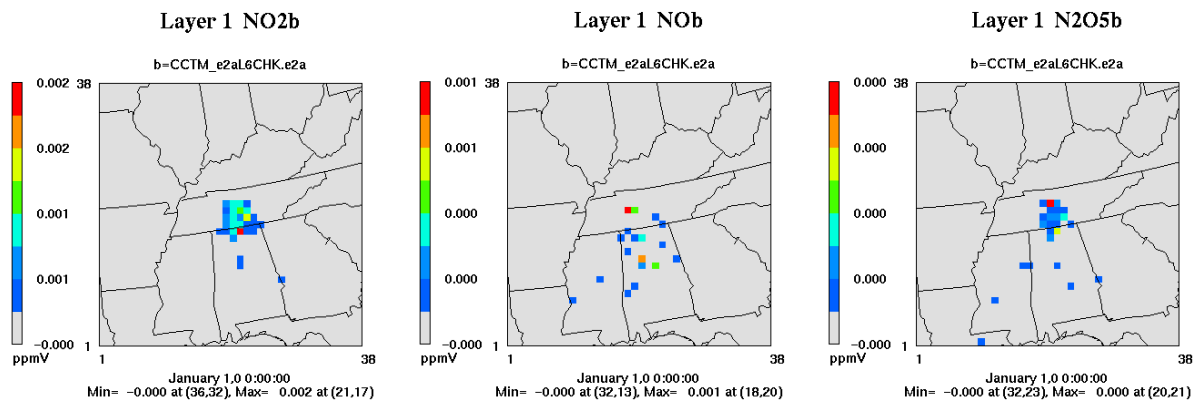 Layer 1 NO2b
b=CCTM_e2aL6CHK.e2a
0.002
0.002
0.001
0.001
−0.000
ppmV
38
1
1
38
January 1,0 0:00:00
Min= −0.000 at (36,32), Max= 0.002 at (21,17)
Layer 1 NOb
b=CCTM_e2aL6CHK.e2a
0.001
0.001
0.000
0.000
−0.000
ppmV
38
1
1
38
January 1,0 0:00:00
Min= −0.000 at (32,13), Max= 0.001 at (18,20)
Layer 1 N2O5b
b=CCTM_e2aL6CHK.e2a
0.000
0.000
0.000
0.000
−0.000
ppmV
38
1
1
38
January 1,0 0:00:00
Min= −0.000 at (32,23), Max= 0.000 at (20,21)